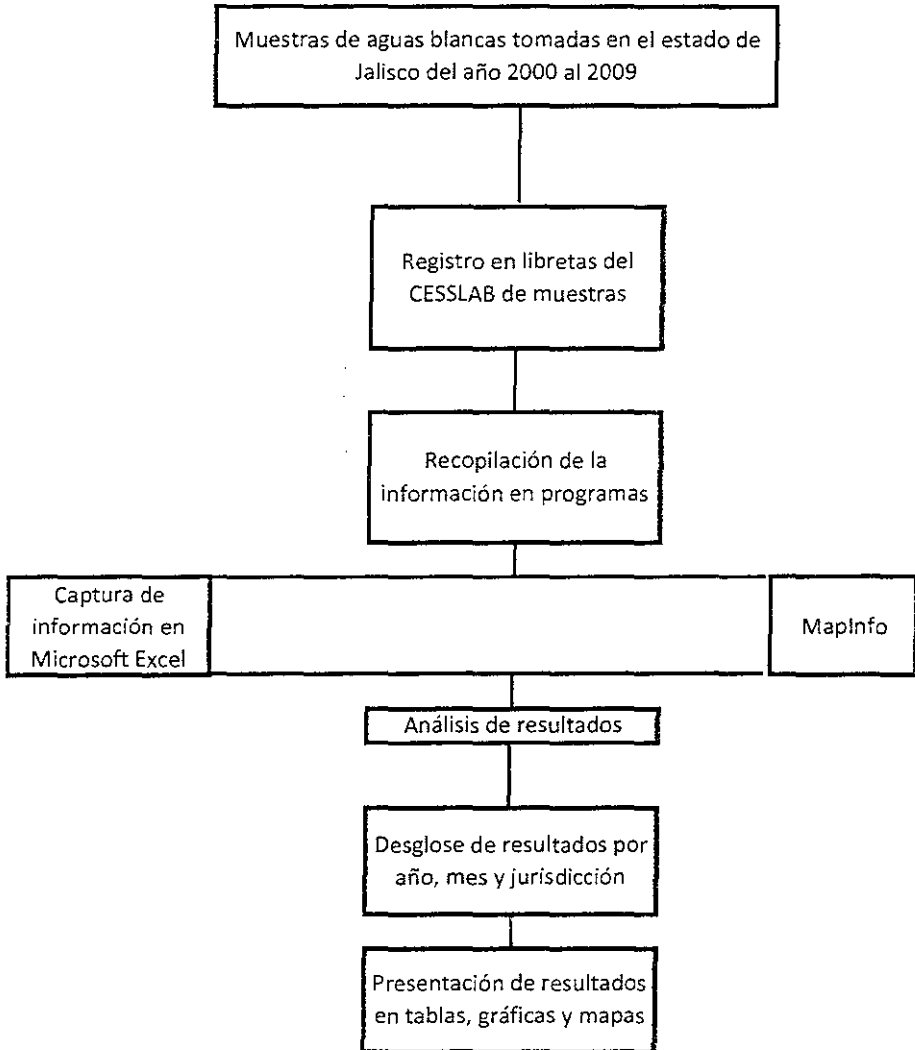 Muestras de aguas blancas tomadas en el estado de
Jalisco del año 2000 al 2009
Registro en libretas del
CESSLAB de muestras
Recopilación de la
información en programas
Captura de
información en
Microsoft Excel
MapInfo
Análisis de resultados
Desglose de resultados por
año, mes y jurisdicción
Presentación de resultados
en tablas, gráficas y mapas